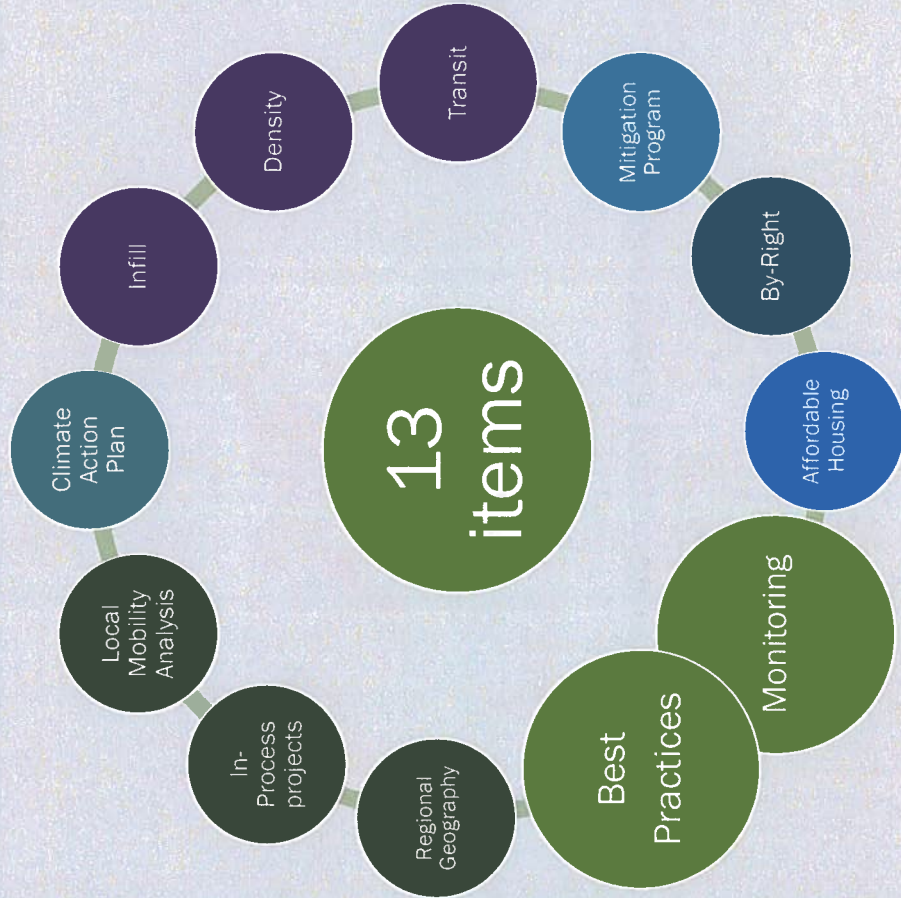 13
items
Climate
Action
Plan
Infill
Density
Transit
Mitigation
Program
By-Right
Affordable
Housing
Monitoring
Best
Practices
Regional
Geography
In-
Process
projects
Local
Mobility
Analysis